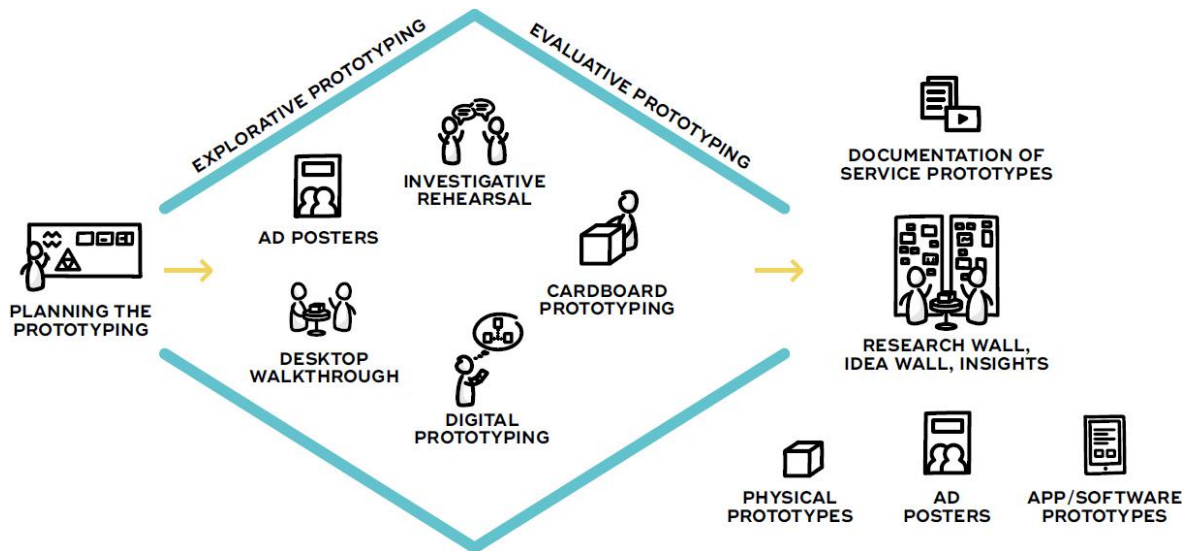 EXPLORATIVE PROTOTYPING
EVALUATIVE PROTOTYPING
PLANNING THE
PROTOTYPING
AD POSTERS
INVESTIGATIVE
REHEARSAL
DESKTOP
WALKTHROUGH
DIGITAL
PROTOTYPING
CARDBOARD
PROTOTYPING
DOCUMENTATION OF
SERVICE PROTOTYPES
RESEARCH WALL,
IDEA WALL, INSIGHTS
PHYSICAL
PROTOTYPES
AD
POSTERS
APP/SOFTWARE
PROTOTYPES